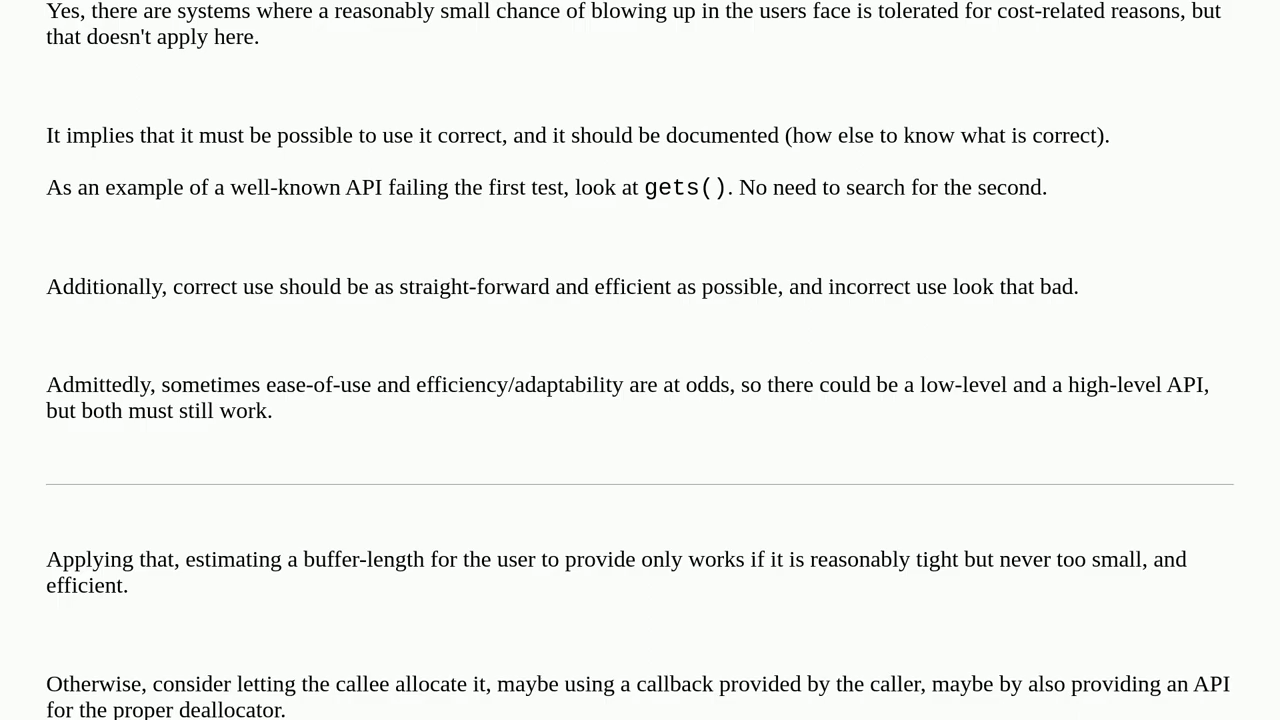 Yes, there are systems where a reasonably small chance of blowing up in the users face is tolerated for cost-related reasons, but
that doesn't apply here.
It implies that it must be possible to use it correct, and it should be documented (how else to know what is correct).
As an example of a well-known API failing the first test, look at gets(). No need to search for the second.
Additionally, correct use should be as straight-forward and efficient as possible, and incorrect use look that bad.
Admittedly, sometimes ease-of-use and efficiency/adaptability are at odds, so there could be a low-level and a high-level API,
but both must still work.
Applying that, estimating a buffer-length for the user to provide only works if it is reasonably tight but never too small, and
efficient.
Otherwise, consider letting the callee allocate it, maybe using a callback provided by the caller, maybe by also providing an API
for the proper deallocator.